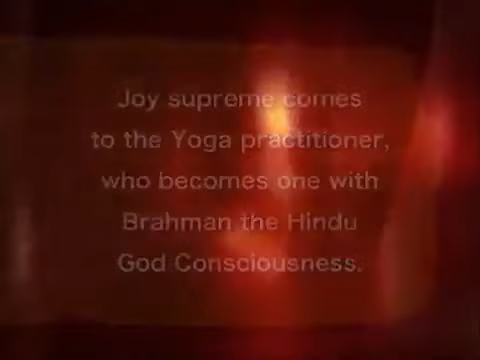 Joy supreme comes
to the Yoga practitioner,
who becomes one with
Brahman the Hindu
God Consciousness.